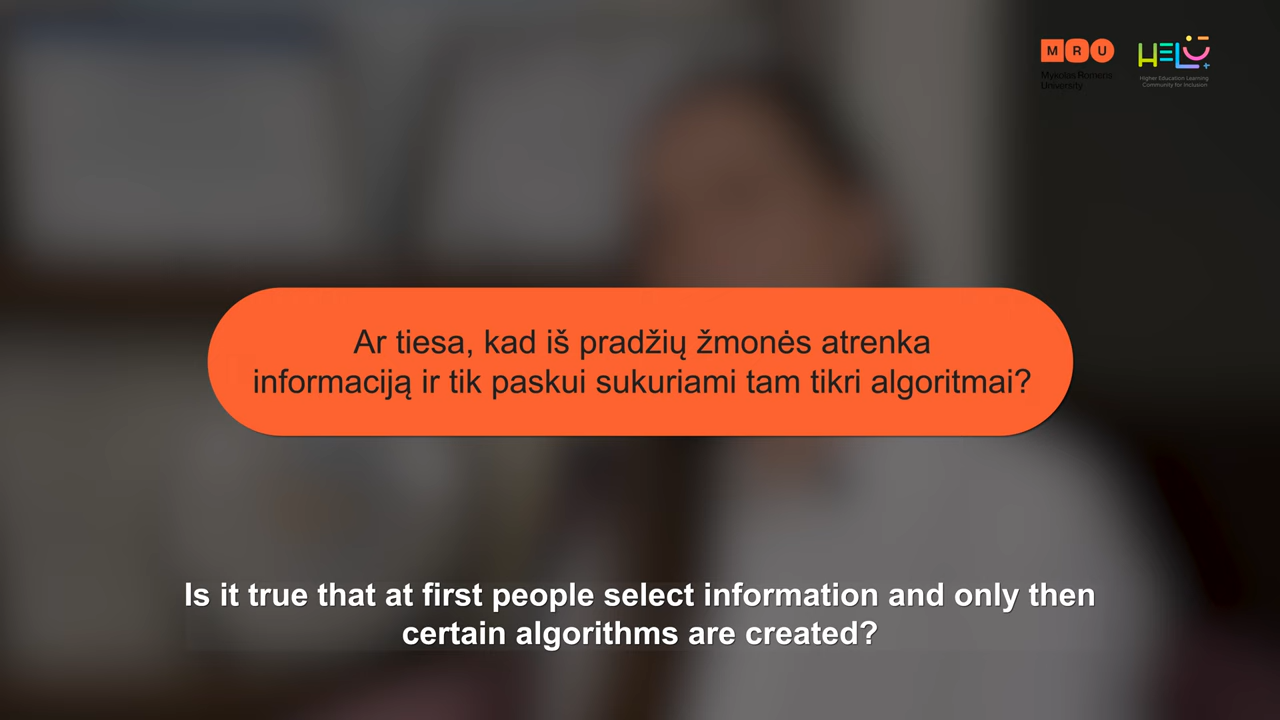 MRU
Mykolas Romeris
University
HELC
Higher Education Learning
Community for Inclusion
Ar tiesa, kad iš pradžių žmonės atrenka
informaciją ir tik paskui sukuriami tam tikri algoritmai?
Is it true that at first people select information and only then
certain algorithms are created?